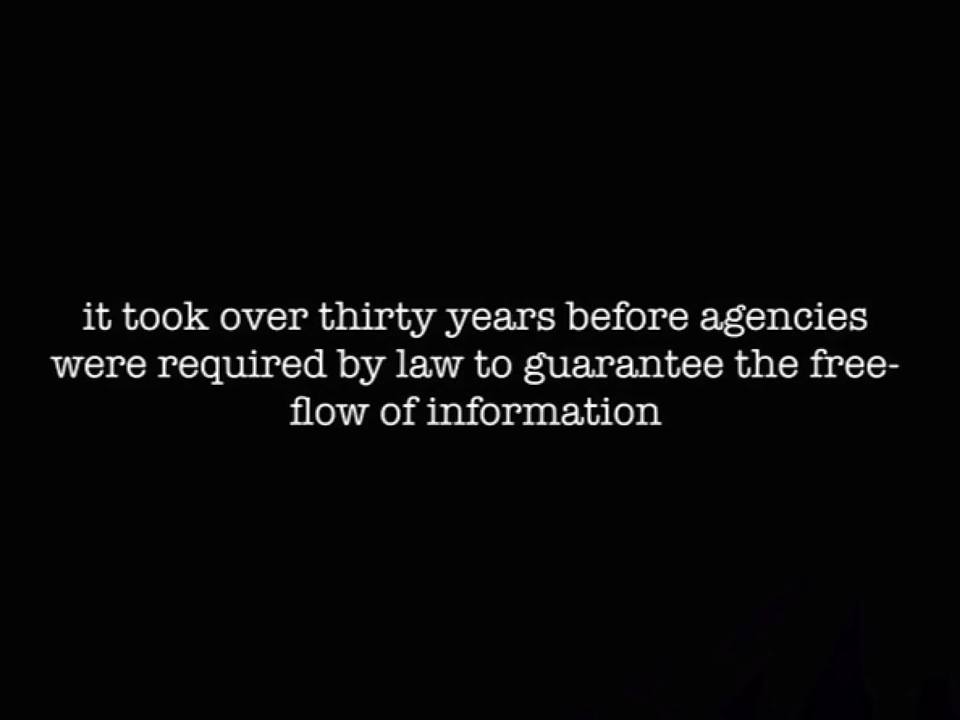 it took over thirty years before agencies
were required by law to guarantee the free-
flow of information